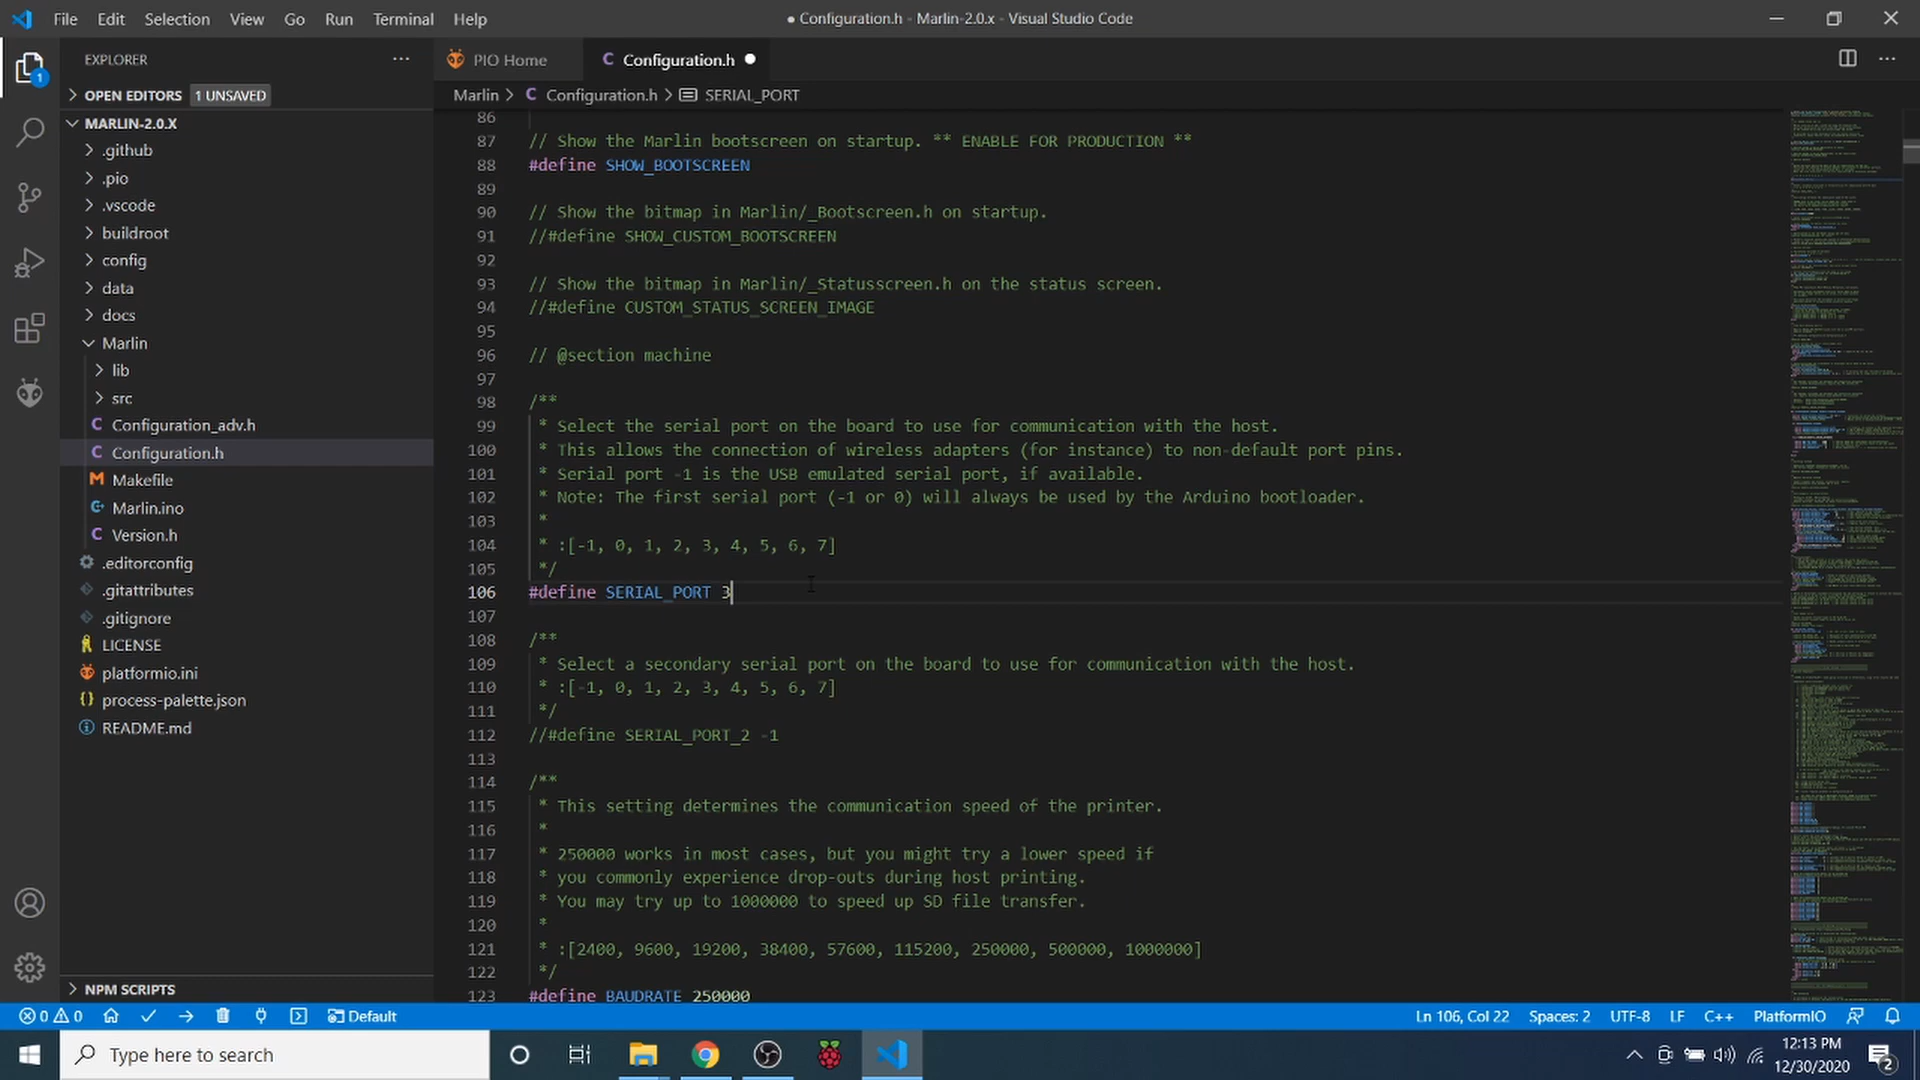 File Edit Selection View Go Run Terminal Help
● Configuration.h - Marlin-2.0.x - Visual Studio Code
EXPLORER
OPEN EDITORS 1 UNSAVED
MARLIN-2.0.X
.github
.pio
.vscode
buildroot
config
data
docs
Marlin
lib
src
Configuration_adv.h
Configuration.h
Makefile
Marlin.ino
Version.h
.editorconfig
.gitattributes
.gitignore
LICENSE
platformio.ini
process-palette.json
README.md
NPM SCRIPTS
1
PIO Home
Configuration.h
Marlin > Configuration.h > SERIAL_PORT
86
87 // Show the Marlin bootscreen on startup. ** ENABLE FOR PRODUCTION **
88 #define SHOW_BOOTSCREEN
89
90 // Show the bitmap in Marlin/_Bootscreen.h on startup.
91 //#define SHOW_CUSTOM_BOOTSCREEN
92
93 // Show the bitmap in Marlin/_Statusscreen.h on the status screen.
94 //#define CUSTOM_STATUS_SCREEN_IMAGE
95
96 // @section machine
97
98 /**
99 * Select the serial port on the board to use for communication with the host.
100 * This allows the connection of wireless adapters (for instance) to non-default port pins.
101 * Serial port -1 is the USB emulated serial port, if available.
102 * Note: The first serial port (-1 or 0) will always be used by the Arduino bootloader.
103 *
104 * :[-1, 0, 1, 2, 3, 4, 5, 6, 7]
105 */
106 #define SERIAL_PORT 3
107
108 /**
109 * Select a secondary serial port on the board to use for communication with the host.
110 * :[-1, 0, 1, 2, 3, 4, 5, 6, 7]
111 */
112 //#define SERIAL_PORT_2 -1
113
114 /**
115 * This setting determines the communication speed of the printer.
116 *
117 * 250000 works in most cases, but you might try a lower speed if
118 * you commonly experience drop-outs during host printing.
119 * You may try up to 1000000 to speed up SD file transfer.
120 *
121 * :[2400, 9600, 19200, 38400, 57600, 115200, 250000, 500000, 1000000]
122 */
123 #define BAUDRATE 250000
0 0 Default
Ln 106, Col 22 Spaces: 2 UTF-8 LF C++ PlatformIO
Type here to search
12:13 PM
12/30/2020
2